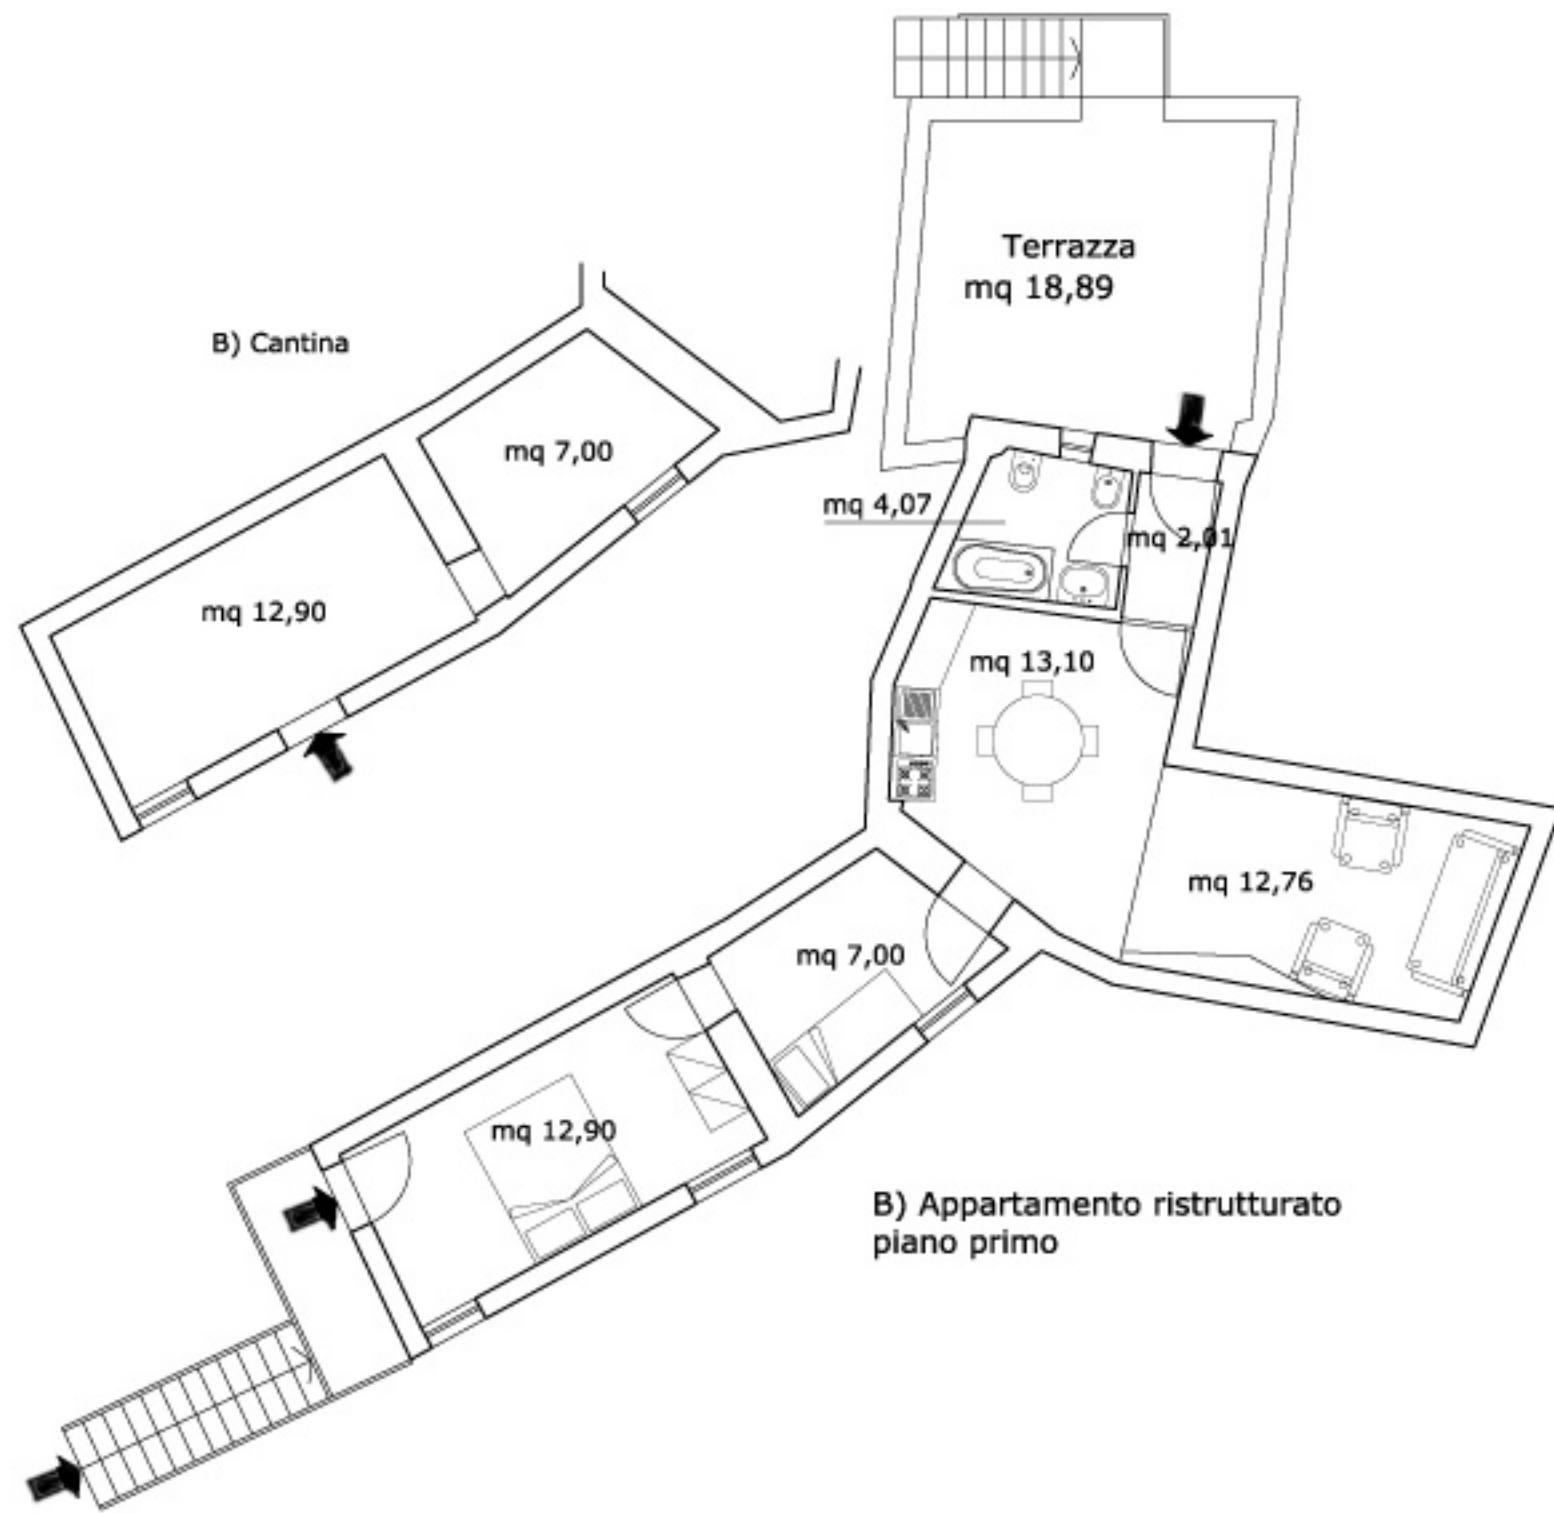 Terrazza
mq 18,89
B) Cantina
mq 7,00
mq 12,90
mq 4,07
mq 2,01
mq 13,10
mq 12,76
mq 7,00
mq 12,90
B) Appartamento ristrutturato
piano primo